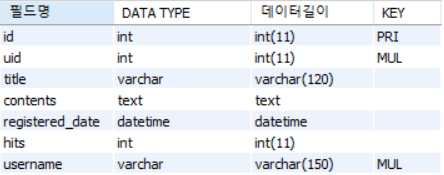 필드명 DATA TYPE 데이터길이 KEY
id int int(11) PRI
uid int int(11) MUL
title varchar varchar(120)
contents text text
registered_date datetime datetime
hits int int(11)
username varchar varchar(150) MUL